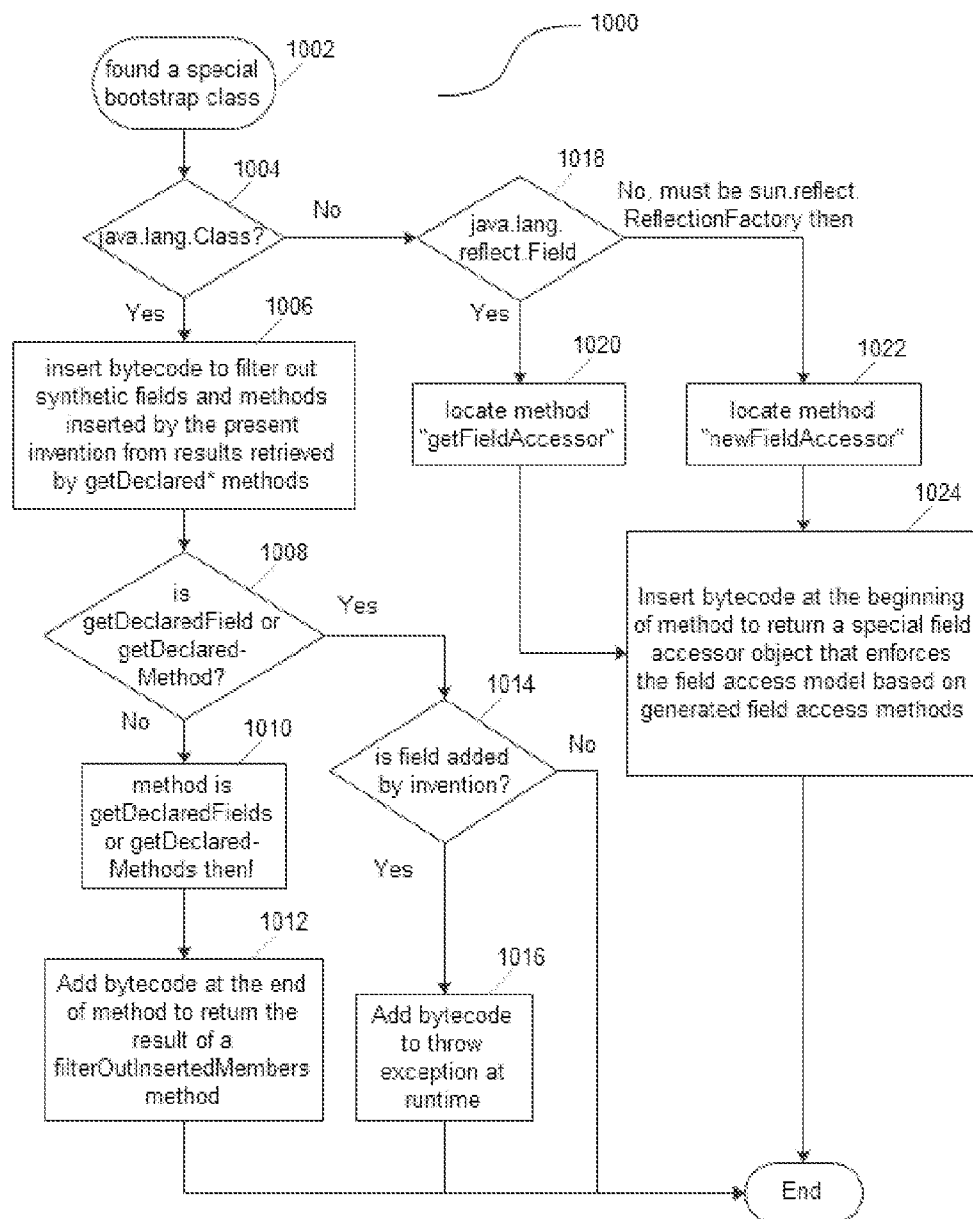 1000
1002
found a special
bootstrap class
1004
java.lang.Class?
No
1018
java.lang.
reflect.Field
No, must be sun.reflect.
ReflectionFactory then
Yes
1006
insert bytecode to filter out
synthetic fields and methods
inserted by the present
invention from results retrieved
by getDeclared* methods
Yes
1020
locate method
"getFieldAccessor"
1022
locate method
"newFieldAccessor"
1024
Insert bytecode at the beginning
of method to return a special field
accessor object that enforces
the field access model based on
generated field access methods
1008
is
getDeclaredField or
getDeclared-
Method?
Yes
No
1010
method is
getDeclaredFields
or getDeclared-
Methods then!
1014
is field added
by invention?
No
Yes
1012
Add bytecode at the end
of method to return the
result of a
filterOutInsertedMembers
method
1016
Add bytecode
to throw
exception at
runtime
End